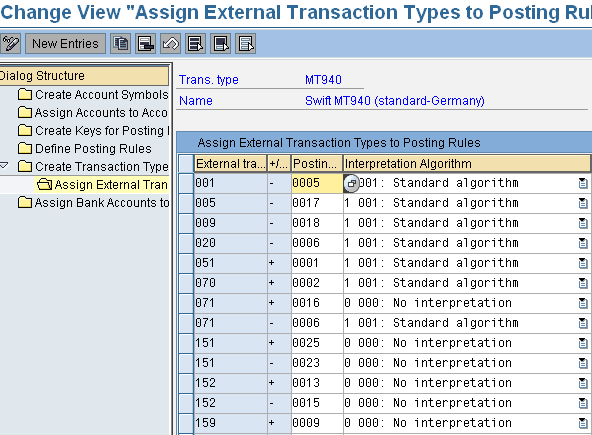 Change View "Assign External Transaction Types to Posting Rul
New Entries
Dialog Structure
Create Account Symbols
Assign Accounts to Acco
Create Keys for Posting I
Define Posting Rules
Create Transaction Type
Assign External Tran
Assign Bank Accounts to
Trans. type MT940
Name Swift MT940 (standard-Germany)
Assign External Transaction Types to Posting Rules
External tra... +/... Postin... Interpretation Algorithm
001 - 0005 001: Standard algorithm
005 - 0017 1 001: Standard algorithm
009 - 0018 1 001: Standard algorithm
020 - 0006 1 001: Standard algorithm
051 + 0001 1 001: Standard algorithm
070 + 0002 1 001: Standard algorithm
071 + 0016 0 000: No interpretation
071 - 0006 1 001: Standard algorithm
151 + 0025 0 000: No interpretation
151 - 0023 0 000: No interpretation
152 + 0013 0 000: No interpretation
152 - 0015 0 000: No interpretation
159 + 0009 0 000: No interpretation